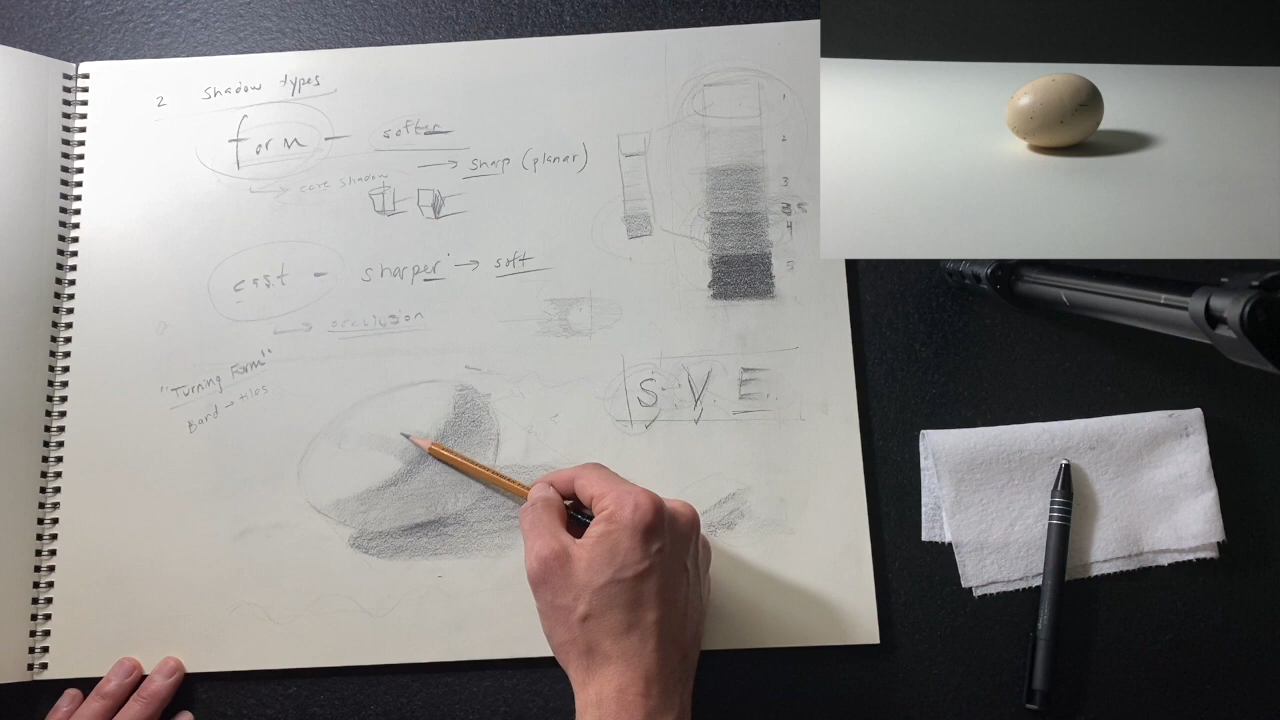 2 Shadow types
form - softer
→ sharp (planar)
core shadow
cast - sharper → soft
occlusion
"Turning Form"
Band → tiles
1
2
3
3.5
4
5
S. V. E.